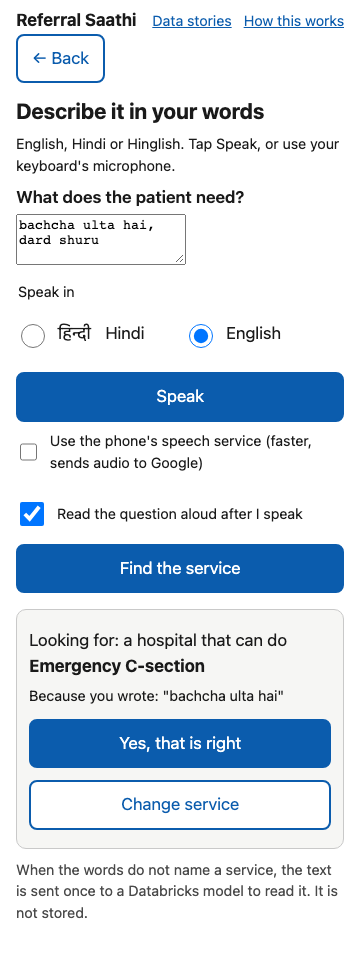 Referral Saathi Data stories How this works
← Back
Describe it in your words
English, Hindi or Hinglish. Tap Speak, or use your
keyboard's microphone.
What does the patient need?
bachcha ulta hai,
dard shuru
Speak in
हिन्दी Hindi English
Speak
Use the phone's speech service (faster,
sends audio to Google)
Read the question aloud after I speak
Find the service
Looking for: a hospital that can do
Emergency C-section
Because you wrote: "bachcha ulta hai"
Yes, that is right
Change service
When the words do not name a service, the text
is sent once to a Databricks model to read it. It is
not stored.